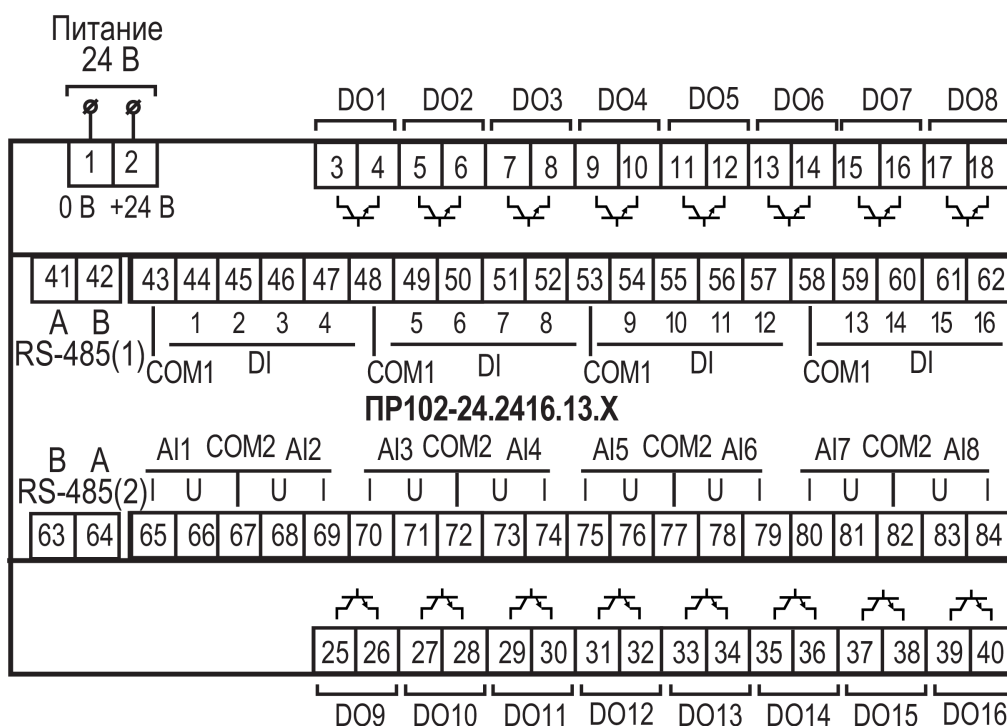 Питание
24 В
DO1 DO2 DO3 DO4 DO5 DO6 DO7 DO8
1 2 3 4 5 6 7 8 9 10 11 12 13 14 15 16 17 18
0 В +24 В
41 42 43 44 45 46 47 48 49 50 51 52 53 54 55 56 57 58 59 60 61 62
A B 1 2 3 4 5 6 7 8 9 10 11 12 13 14 15 16
RS-485(1) COM1 DI COM1 DI COM1 DI COM1 DI
ПР102-24.2416.13.X
B A AI1 COM2 AI2 AI3 COM2 AI4 AI5 COM2 AI6 AI7 COM2 AI8
RS-485(2) I U U I I U U I I U U I I U U I
63 64 65 66 67 68 69 70 71 72 73 74 75 76 77 78 79 80 81 82 83 84
25 26 27 28 29 30 31 32 33 34 35 36 37 38 39 40
DO9 DO10 DO11 DO12 DO13 DO14 DO15 DO16